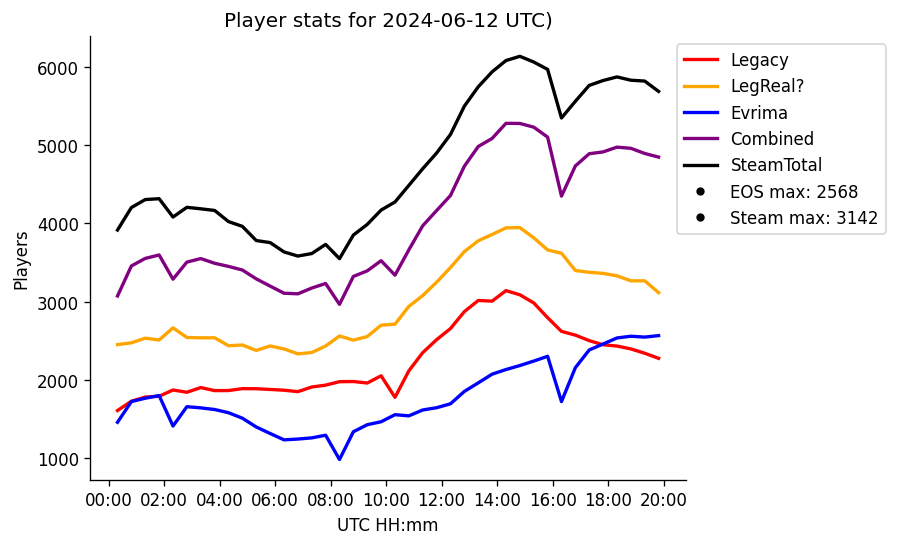 Player stats for 2024-06-12 UTC)
Legacy
LegReal?
Evrima
Combined
SteamTotal
EOS max: 2568
Steam max: 3142
Players
6000
5000
4000
3000
2000
1000
00:00 02:00 04:00 06:00 08:00 10:00 12:00 14:00 16:00 18:00 20:00
UTC HH:mm